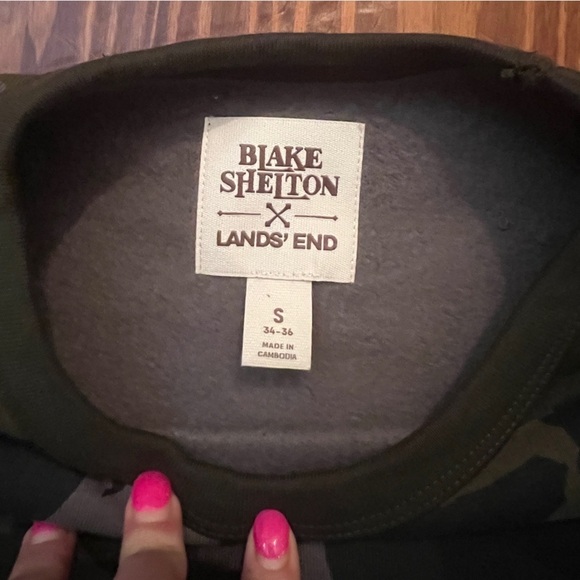 BLAKE
SHELTON
X
LANDS' END
S
34-36
MADE IN
CAMBODIA